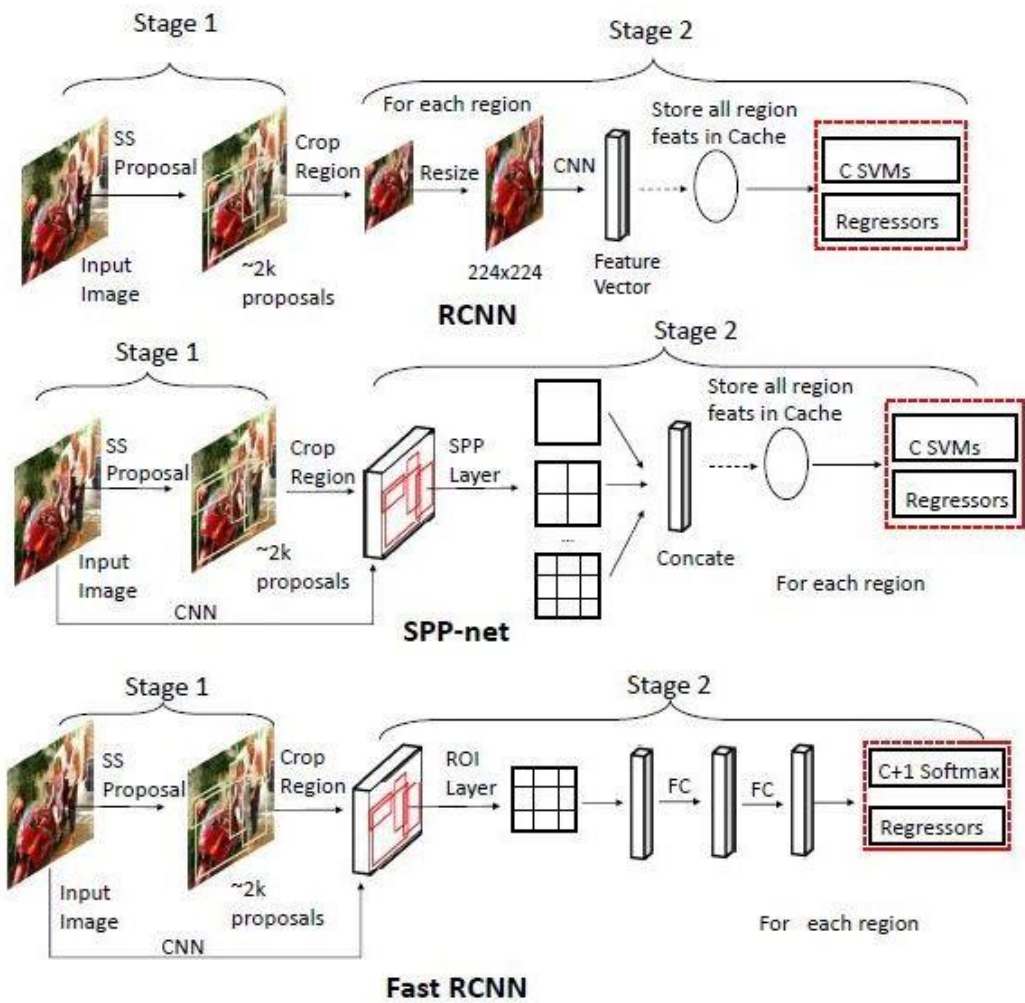 Stage 1
Stage 2
For each region
Store all region
feats in Cache
SS
Proposal
Crop
Region
Resize
CNN
C SVMs
Regressors
Input
Image
~2k
proposals
224x224
Feature
Vector
RCNN
Stage 1
Stage 2
Store all region
feats in Cache
SS
Proposal
Crop
Region
SPP
Layer
C SVMs
Regressors
...
Input
Image
~2k
proposals
Concate
CNN
For each region
SPP-net
Stage 1
Stage 2
SS
Proposal
Crop
Region
ROI
Layer
FC
FC
C+1 Softmax
Regressors
Input
Image
~2k
proposals
CNN
For each region
Fast RCNN